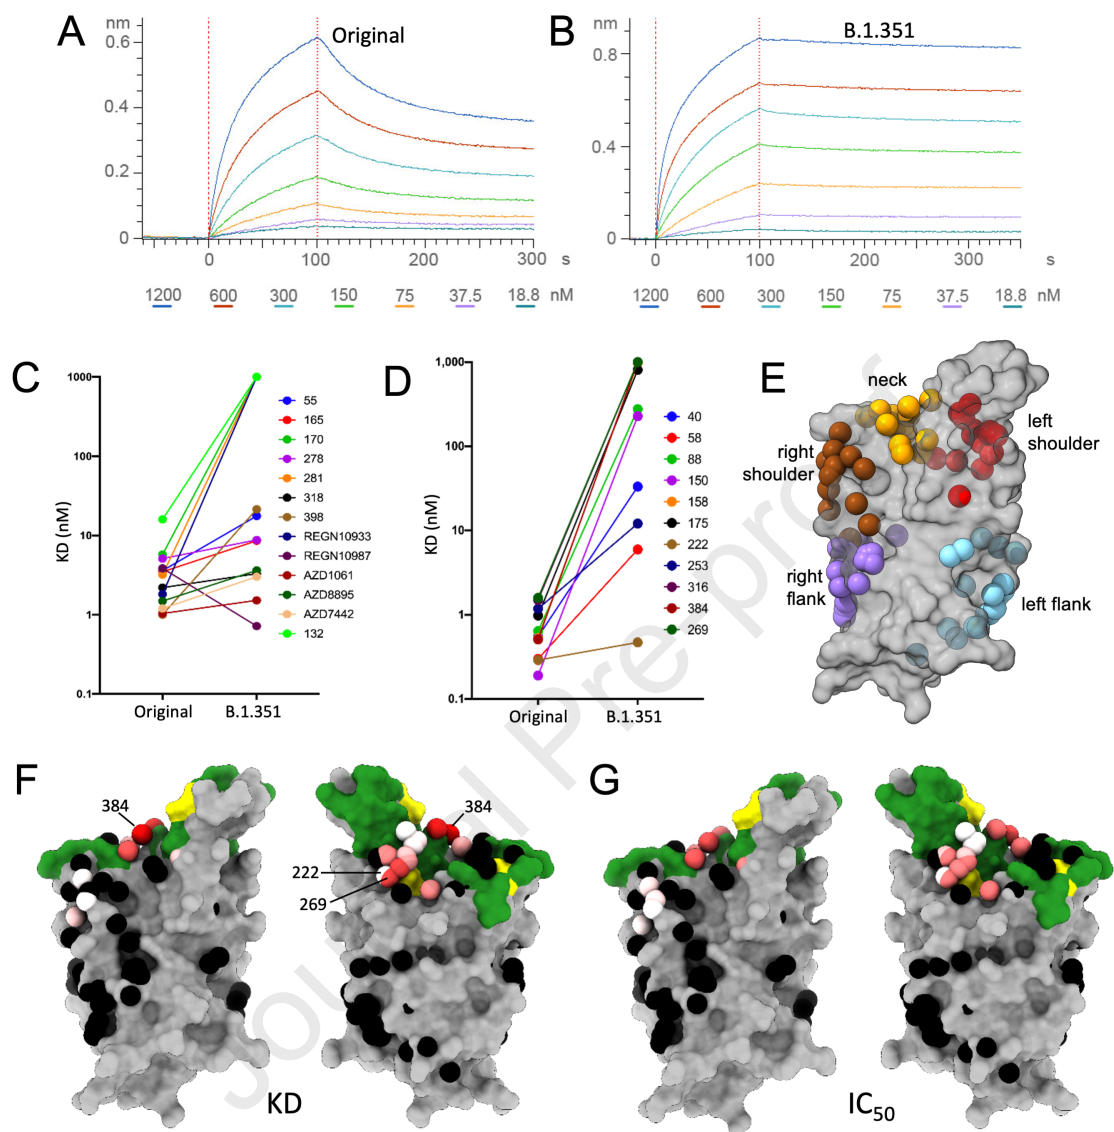 A
nm
Original
0.6
0.4
0.2
0
0 100 200 300 s
1200 600 300 150 75 37.5 18.8 nM
B
nm
B.1.351
0.8
0.4
0
0 100 200 300 s
1200 600 300 150 75 37.5 18.8 nM
C
KD (nM)
1000
100
10
1
0.1
Original B.1.351
55
165
170
278
281
318
398
REGN10933
REGN10987
AZD1061
AZD8895
AZD7442
132
D
KD (nM)
1,000
100
10
1
0.1
Original B.1.351
40
58
88
150
158
175
222
253
316
384
269
E
neck
left
shoulder
right
shoulder
right
flank
left flank
F
384
384
222
269
KD
G
IC50
Journal Pre-proof